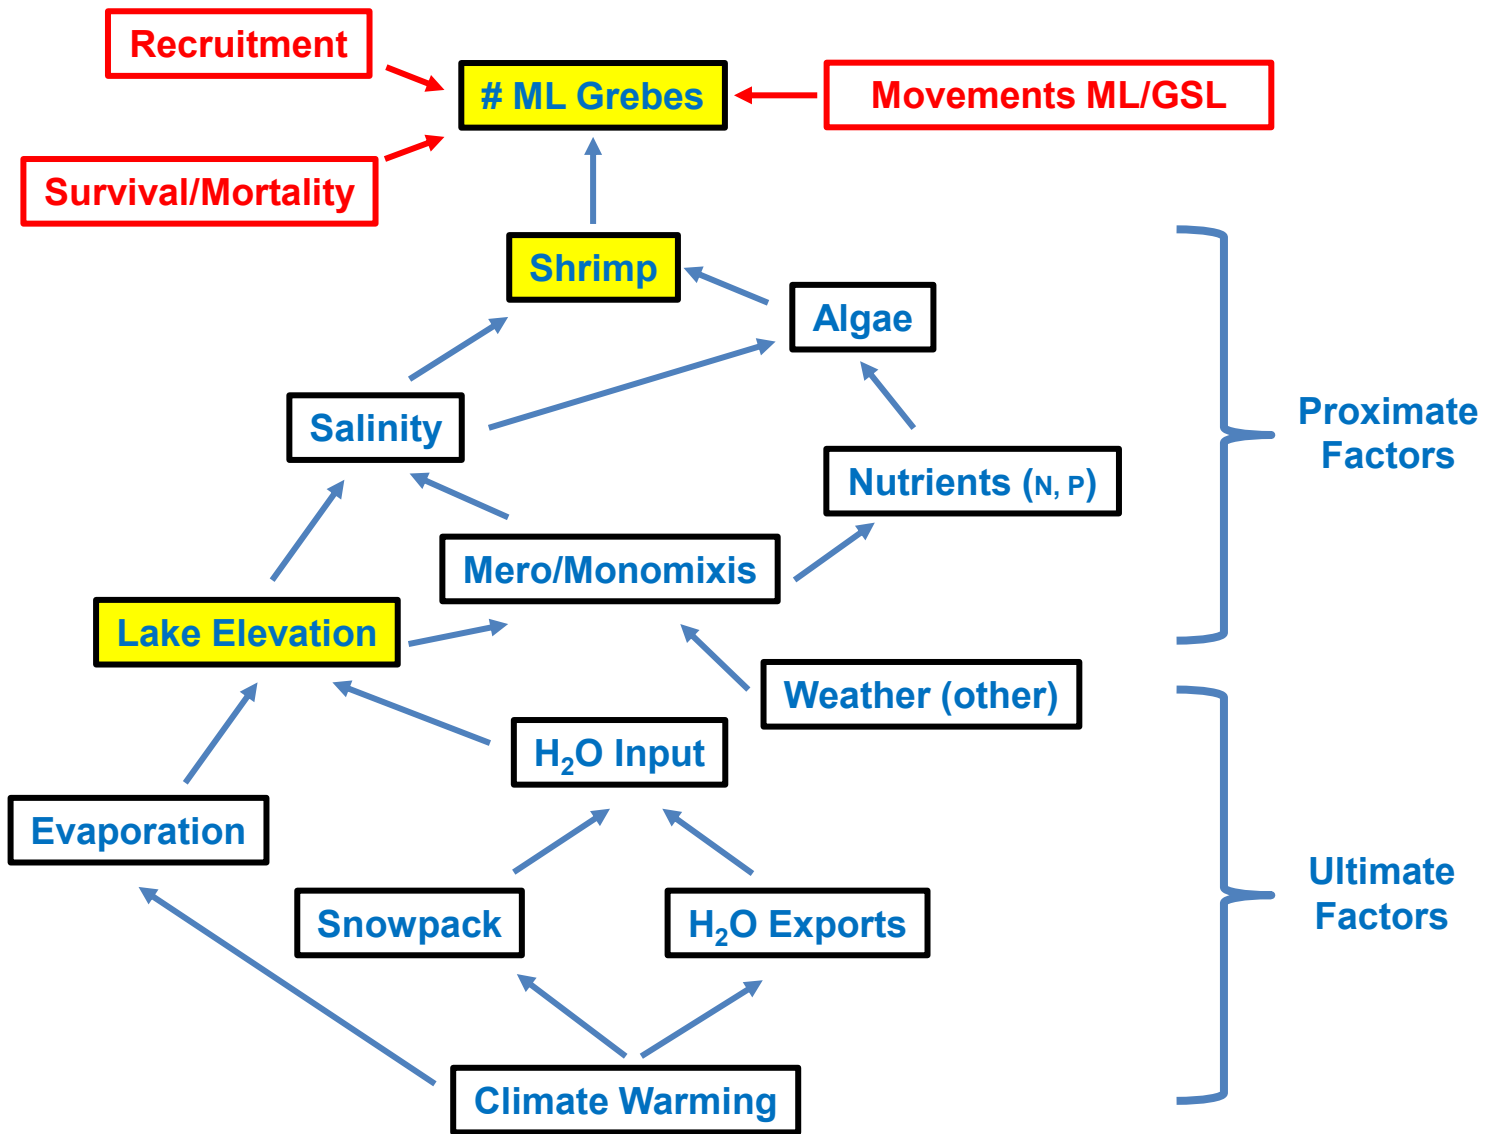 Recruitment
# ML Grebes
Movements ML/GSL
Survival/Mortality
Shrimp
Algae
Salinity
Proximate
Factors
Nutrients (N, P)
Mero/Monomixis
Lake Elevation
Weather (other)
H₂O Input
Evaporation
Snowpack
H₂O Exports
Ultimate
Factors
Climate Warming